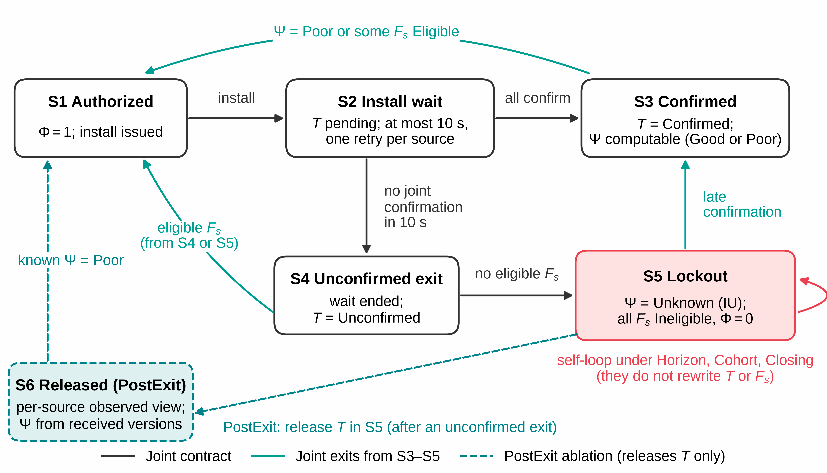 Ψ = Poor or some Fs Eligible
S1 Authorized
Φ = 1; install issued
install
S2 Install wait
T pending; at most 10 s,
one retry per source
all confirm
S3 Confirmed
T = Confirmed;
Ψ computable (Good or Poor)
no joint
confirmation
in 10 s
late
confirmation
eligible Fs
(from S4 or S5)
known Ψ = Poor
S4 Unconfirmed exit
wait ended;
T = Unconfirmed
no eligible Fs
S5 Lockout
Ψ = Unknown (IU);
all Fs Ineligible, Φ = 0
self-loop under Horizon, Cohort, Closing
(they do not rewrite T or Fs)
S6 Released (PostExit)
per-source observed view;
Ψ from received versions
PostExit: release T in S5 (after an unconfirmed exit)
Joint contract
Joint exits from S3–S5
PostExit ablation (releases T only)